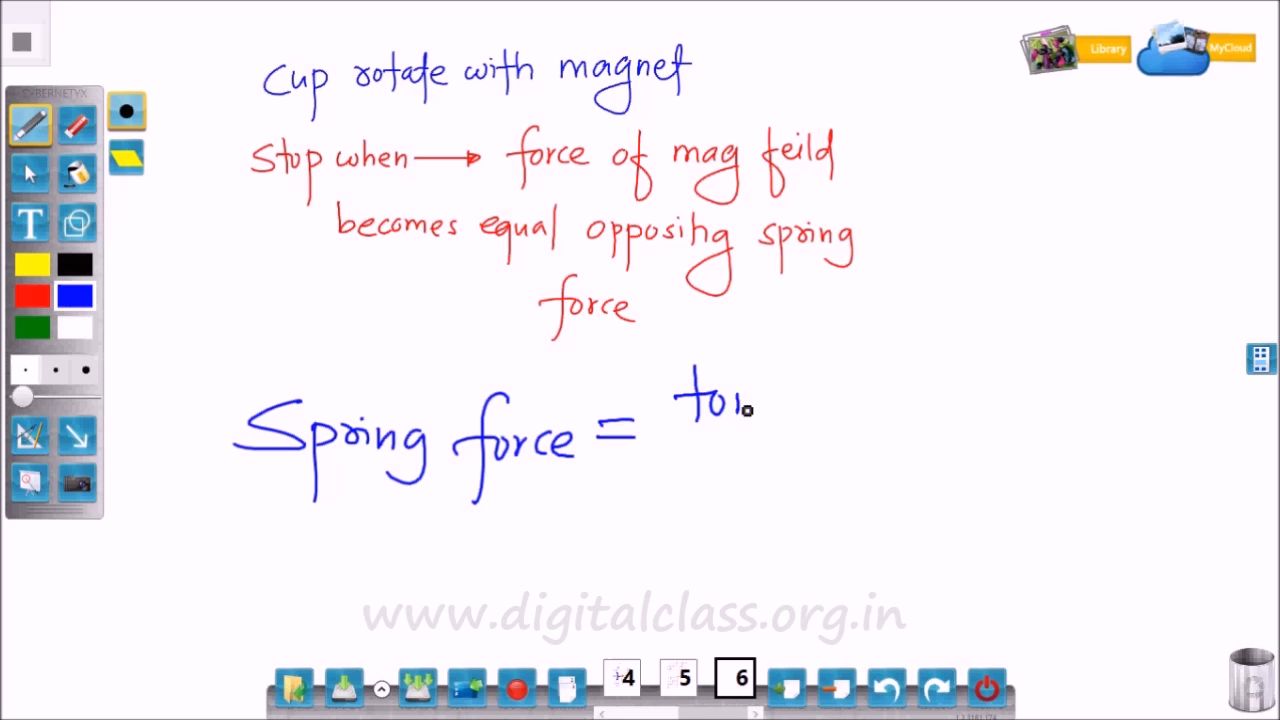 Library
MyCloud
CYBERNETYX
Cup rotate with magnet
Stop when → force of mag feild
becomes equal opposing spring
force
Spring force = tor
www.digitalclass.org.in
4 5 6